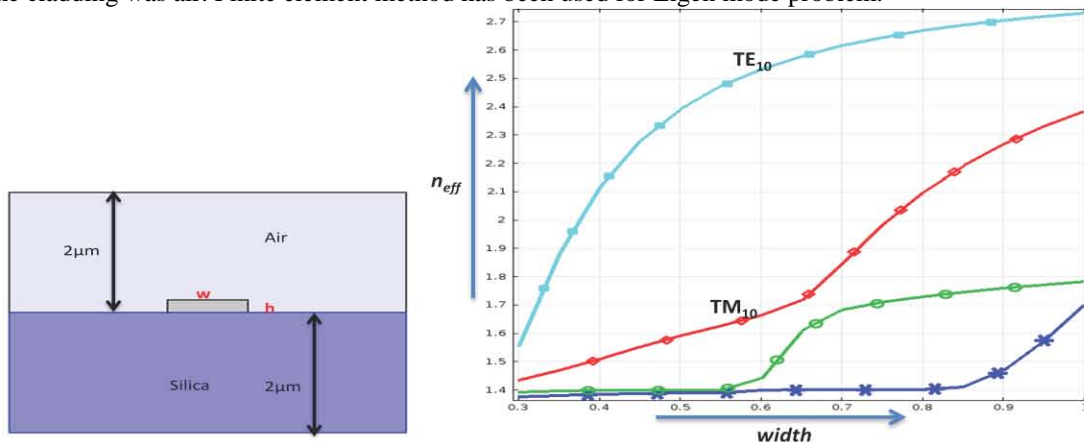 the cladding was air. Finite element method has been used for Eigen mode problem.
2μm
Air
w
h
Silica
2μm
n_eff
2.7
2.6
2.5
2.4
2.3
2.2
2.1
2
1.9
1.8
1.7
1.6
1.5
1.4
TE₁₀
TM₁₀
0.3
0.4
0.5
0.6
0.7
0.8
0.9
width